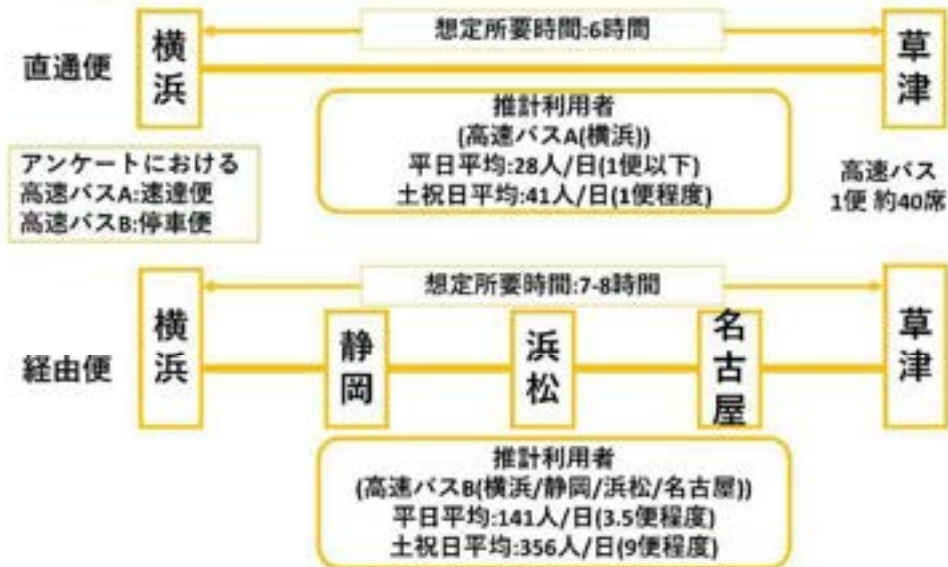 想定所要時間:6時間
直通便
横浜
草津
推計利用者
(高速バスA(横浜))
平日平均:28人/日(1便以下)
土祝日平均:41人/日(1便程度)
アンケートにおける
高速バスA:速達便
高速バスB:停車便
高速バス
1便 約40席
想定所要時間:7-8時間
経由便
横浜
静岡
浜松
名古屋
草津
推計利用者
(高速バスB(横浜/静岡/浜松/名古屋))
平日平均:141人/日(3.5便程度)
土祝日平均:356人/日(9便程度)